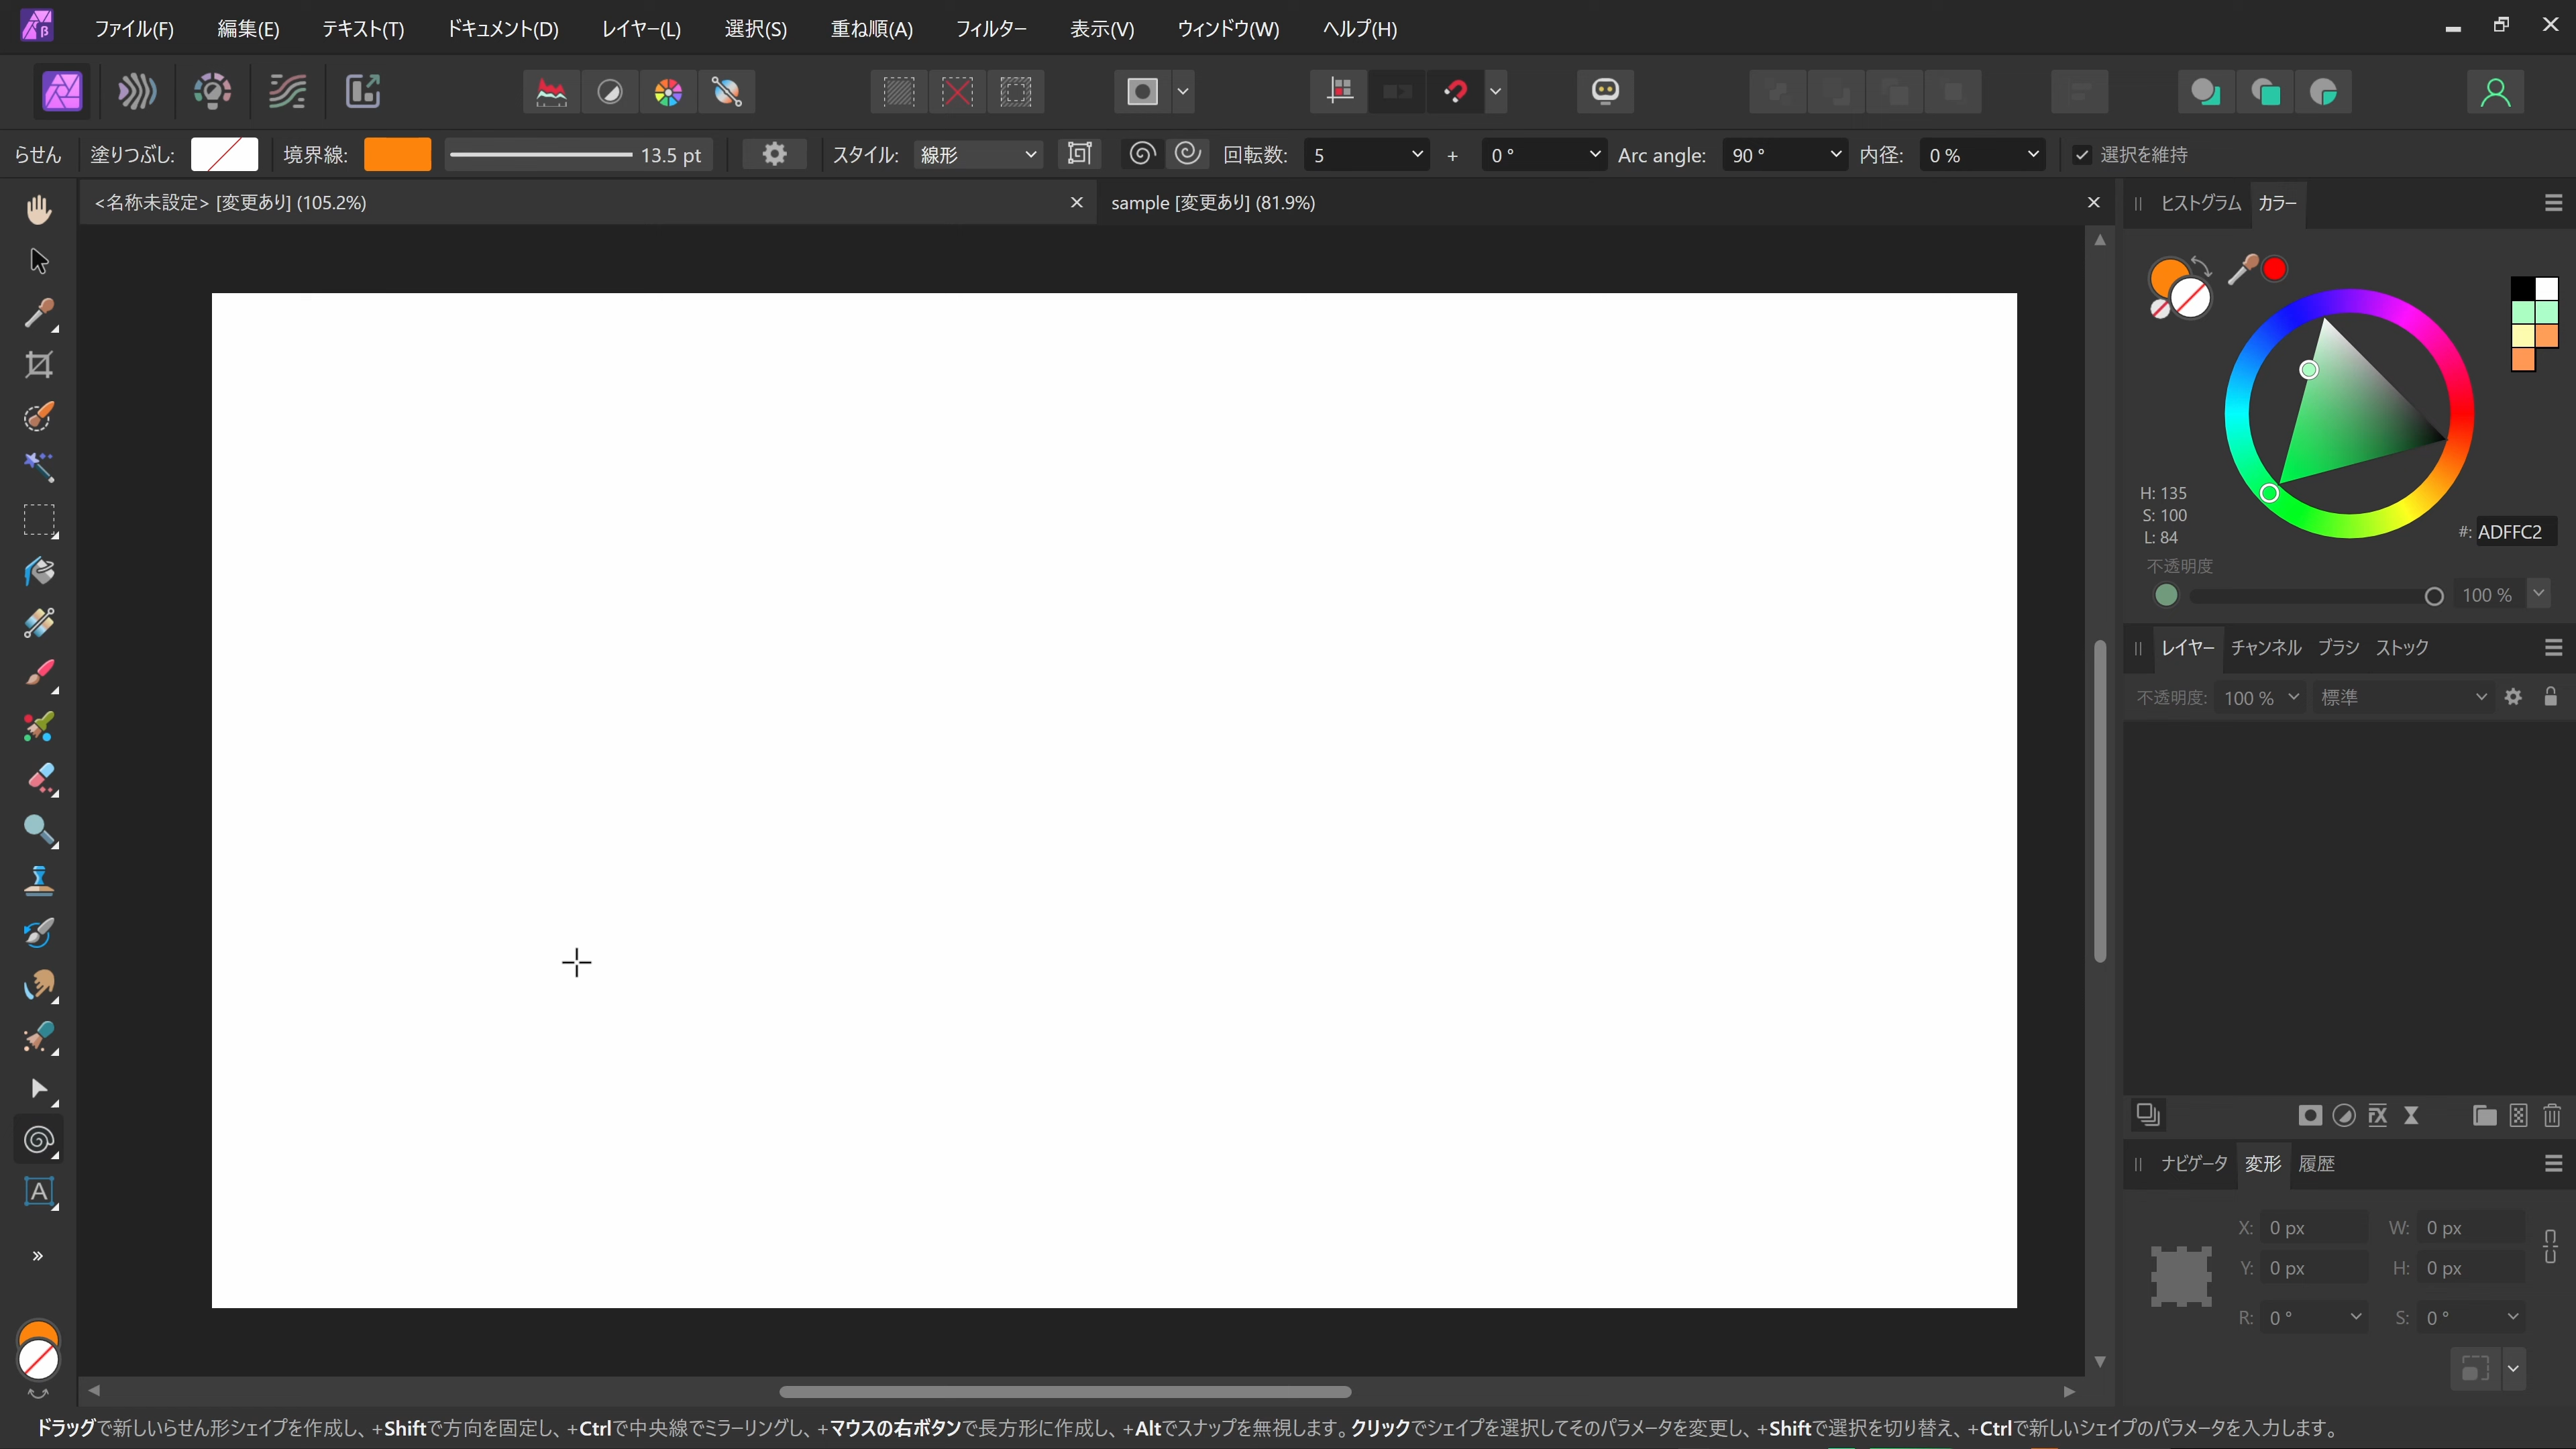 ファイル(F) 編集(E) テキスト(T) ドキュメント(D) レイヤー(L) 選択(S) 重ね順(A) フィルター 表示(V) ウィンドウ(W) ヘルプ(H)
らせん 塗りつぶし: 境界線: 13.5 pt スタイル: 線形 回転数: 5 + 0 ° Arc angle: 90 ° 内径: 0 % 選択を維持
<名称未設定> [変更あり] (105.2%) sample [変更あり] (81.9%)
ヒストグラム カラー
H: 135
S: 100
L: 84
#: ADFFC2
不透明度
100 %
レイヤー チャンネル ブラシ ストック
不透明度: 100 % 標準
ナビゲータ 変形 履歴
X: 0 px W: 0 px
Y: 0 px H: 0 px
R: 0 ° S: 0 °
ドラッグで新しいらせん形シェイプを作成し、+Shiftで方向を固定し、+Ctrlで中央線でミラーリングし、+マウスの右ボタンで長方形に作成し、+Altでスナップを無視します。クリックでシェイプを選択してそのパラメータを変更し、+Shiftで選択を切り替え、+Ctrlで新しいシェイプのパラメータを入力します。